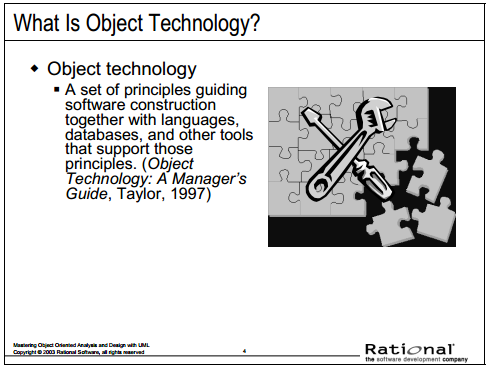 What Is Object Technology?
◆ Object technology
▪ A set of principles guiding
software construction
together with languages,
databases, and other tools
that support those
principles. (Object
Technology: A Manager's
Guide, Taylor, 1997)
Mastering Object Oriented Analysis and Design with UML
Copyright © 2003 Rational Software, all rights reserved
4
Rational®
the software development company